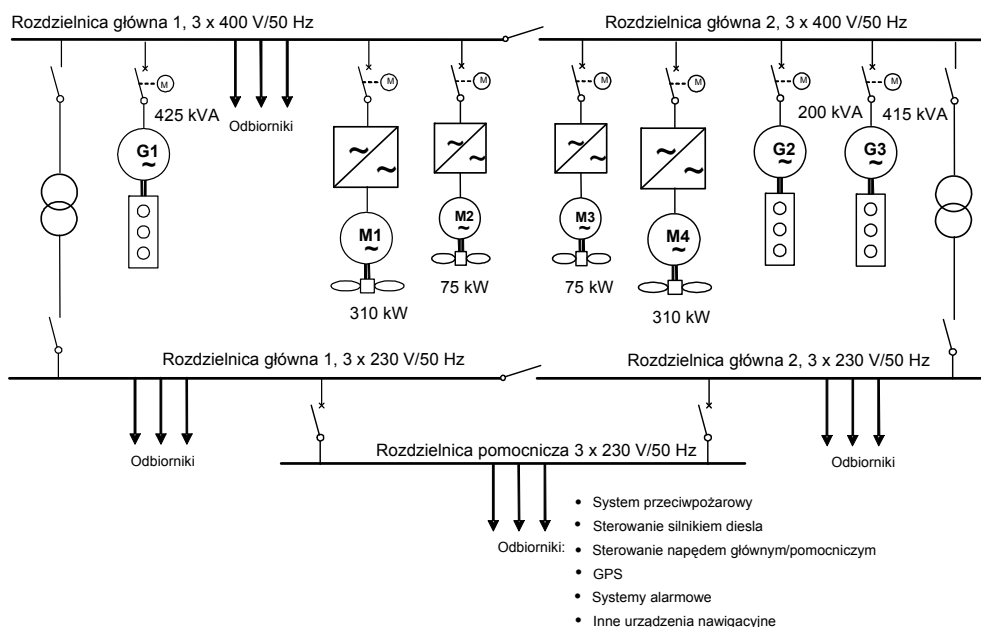 Rozdzielnica główna 1, 3 x 400 V/50 Hz
Rozdzielnica główna 2, 3 x 400 V/50 Hz
M
M
M
M
M
M
M
425 kVA
200 kVA
415 kVA
Odbiorniki
G1
~
G2
~
G3
~
~ ~
~ ~
~ ~
~ ~
M1
~
M2
~
M3
~
M4
~
310 kW
75 kW
75 kW
310 kW
Rozdzielnica główna 1, 3 x 230 V/50 Hz
Rozdzielnica główna 2, 3 x 230 V/50 Hz
Odbiorniki
Odbiorniki
Rozdzielnica pomocnicza 3 x 230 V/50 Hz
Odbiorniki:
• System przeciwpożarowy
• Sterowanie silnikiem diesla
• Sterowanie napędem głównym/pomocniczym
• GPS
• Systemy alarmowe
• Inne urządzenia nawigacyjne